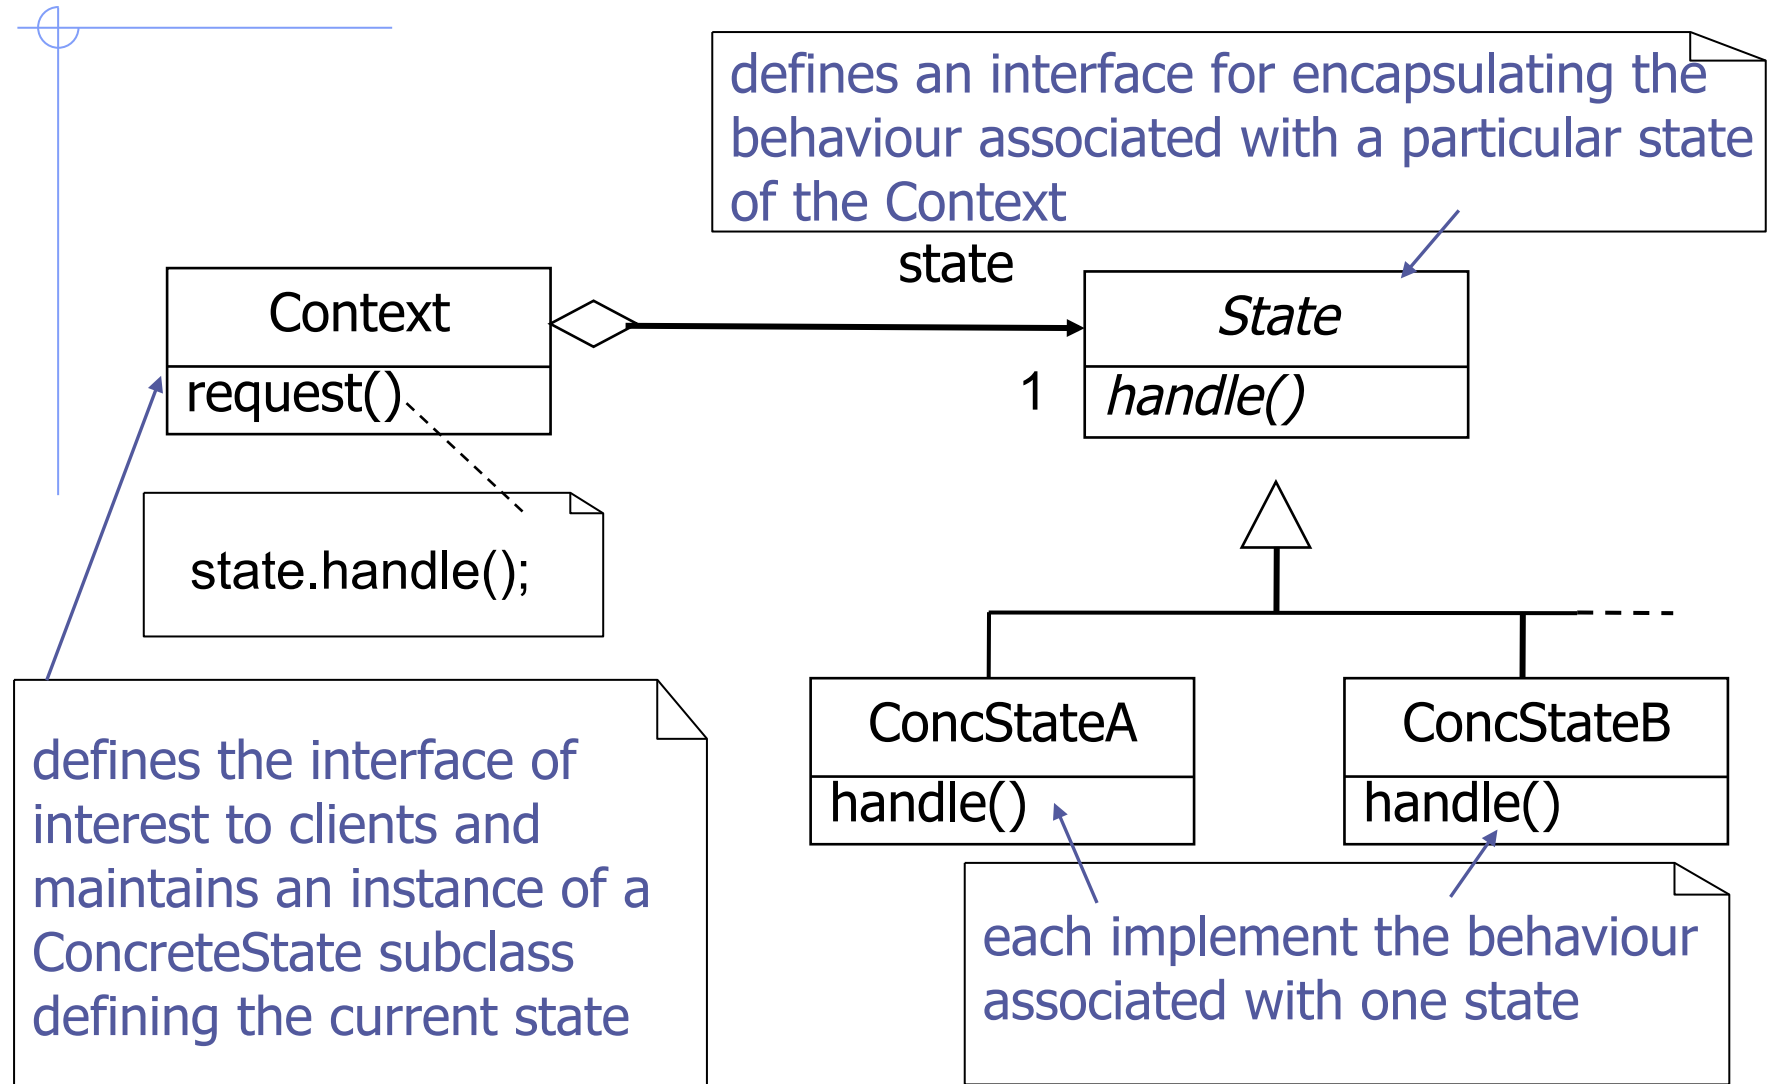 defines an interface for encapsulating the
behaviour associated with a particular state
of the Context
state
Context
State
request()
1
handle()
state.handle();
ConcStateA
ConcStateB
handle()
handle()
defines the interface of
interest to clients and
maintains an instance of a
ConcreteState subclass
defining the current state
each implement the behaviour
associated with one state